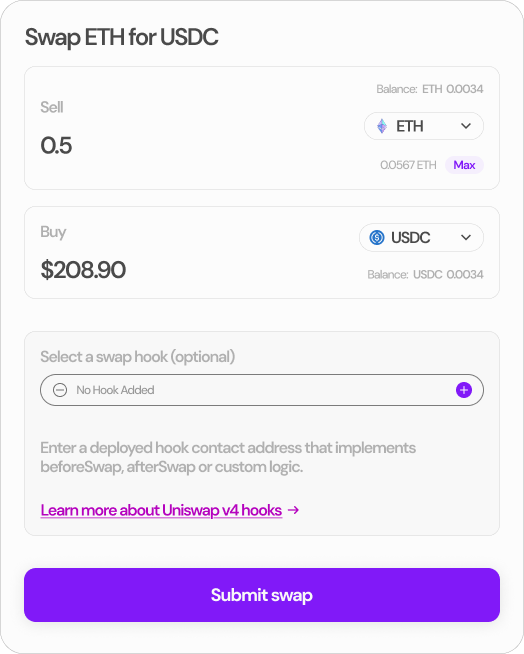 Swap ETH for USDC
Balance: ETH 0.0034
Sell
ETH
0.5
0.0567 ETH Max
Buy
USDC
$208.90
Balance: USDC 0.0034
Select a swap hook (optional)
No Hook Added
Enter a deployed hook contact address that implements
beforeSwap, afterSwap or custom logic.
Learn more about Uniswap v4 hooks →
Submit swap